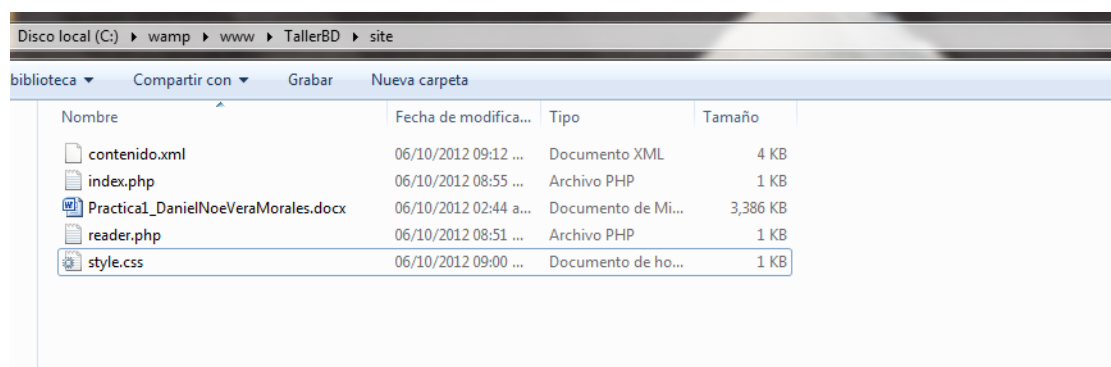 Disco local (C:) ▸ wamp ▸ www ▸ TallerBD ▸ site
biblioteca ▾ Compartir con ▾ Grabar Nueva carpeta
Nombre Fecha de modifica... Tipo Tamaño
contenido.xml 06/10/2012 09:12 ... Documento XML 4 KB
index.php 06/10/2012 08:55 ... Archivo PHP 1 KB
Practica1_DanielNoeVeraMorales.docx 06/10/2012 02:44 a... Documento de Mi... 3,386 KB
reader.php 06/10/2012 08:51 ... Archivo PHP 1 KB
style.css 06/10/2012 09:00 ... Documento de ho... 1 KB